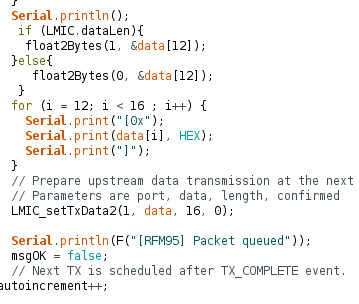 }
Serial.println();
if (LMIC.dataLen){
float2Bytes(1, &data[12]);
}else{
float2Bytes(0, &data[12]);
}
for (i = 12; i < 16 ; i++) {
Serial.print("[0x");
Serial.print(data[i], HEX);
Serial.print("]");
}
// Prepare upstream data transmission at the next
// Parameters are port, data, length, confirmed
LMIC_setTxData2(1, data, 16, 0);
Serial.println(F("[RFM95] Packet queued"));
msgOK = false;
// Next TX is scheduled after TX_COMPLETE event.
autoincrement++;